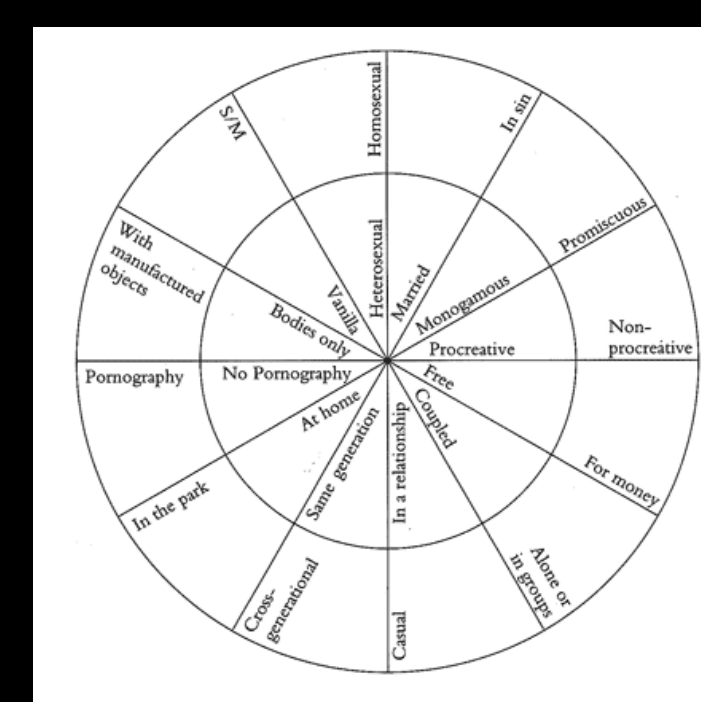 Homosexual
Heterosexual
In sin
Married
Promiscuous
Monogamous
Non-
procreative
Procreative
For money
Free
Alone or
in groups
Coupled
Casual
In a relationship
Cross-
generational
Same generation
In the park
At home
Pornography
No Pornography
With
manufactured
objects
Bodies only
S/M
Vanilla